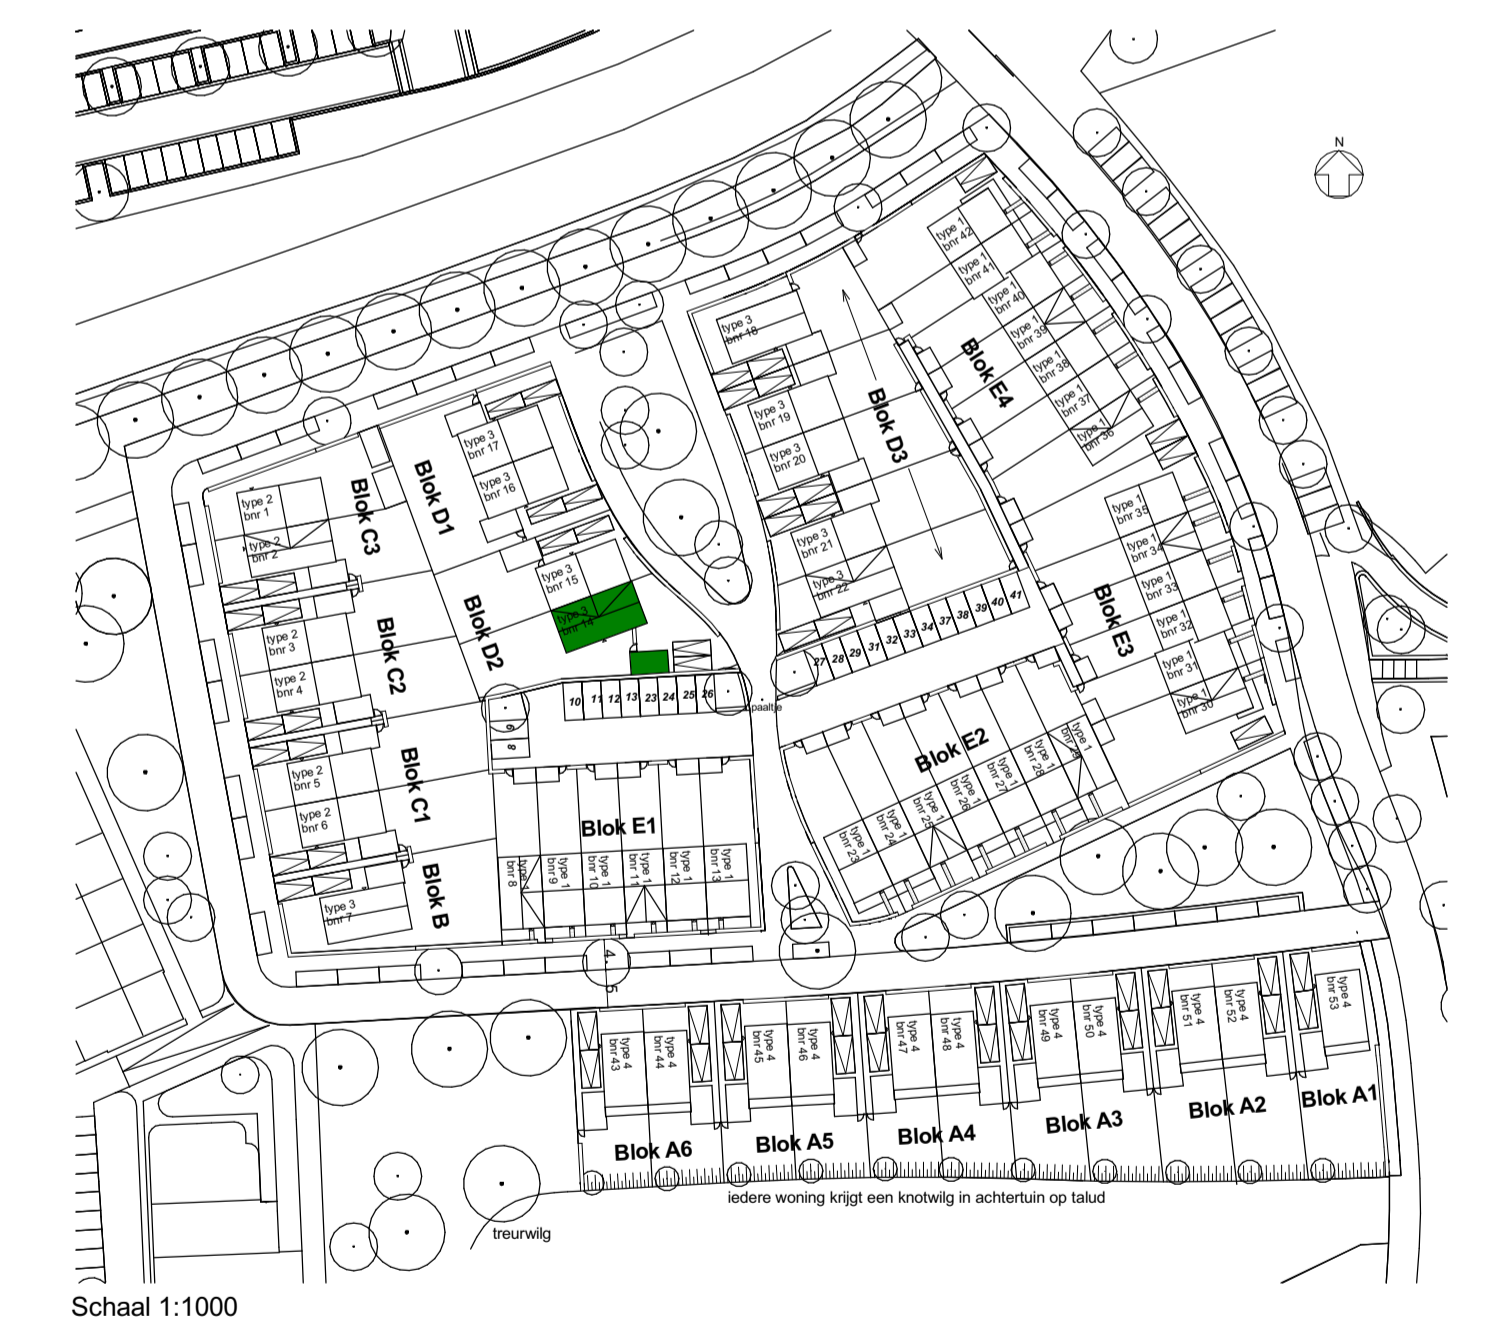 N
type 1
bnr 42
type 1
bnr 41
type 1
bnr 40
type 1
bnr 39
type 1
bnr 38
type 1
bnr 37
type 1
bnr 36
Blok E4
type 3
bnr 18
type 3
bnr 19
type 3
bnr 20
type 3
bnr 21
type 3
bnr 22
Blok D3
type 3
bnr 17
type 3
bnr 16
Blok D1
type 3
bnr 15
type 3
bnr 14
Blok D2
type 2
bnr 1
type 2
bnr 2
Blok C3
type 2
bnr 3
type 2
bnr 4
Blok C2
type 2
bnr 5
type 2
bnr 6
Blok C1
type 3
bnr 7
Blok B
type 1
bnr 35
type 1
bnr 34
type 1
bnr 33
type 1
bnr 32
type 1
bnr 31
type 1
bnr 30
Blok E3
27 28 29 31 32 33 34 37 38 39 40 41
10 11 12 13 23 24 25 26
paaltje
9
8
Blok E2
type 1
bnr 23
type 1
bnr 24
type 1
bnr 25
type 1
bnr 26
type 1
bnr 27
type 1
bnr 28
type 1
bnr 29
Blok E1
type 1
bnr 8
type 1
bnr 9
type 1
bnr 10
type 1
bnr 11
type 1
bnr 12
type 1
bnr 13
type 4
bnr 43
type 4
bnr 44
type 4
bnr 45
type 4
bnr 46
type 4
bnr 47
type 4
bnr 48
type 4
bnr 49
type 4
bnr 50
type 4
bnr 51
type 4
bnr 52
type 4
bnr 53
Blok A6
Blok A5
Blok A4
Blok A3
Blok A2
Blok A1
iedere woning krijgt een knotwilg in achtertuin op talud
treurwilg
Schaal 1:1000